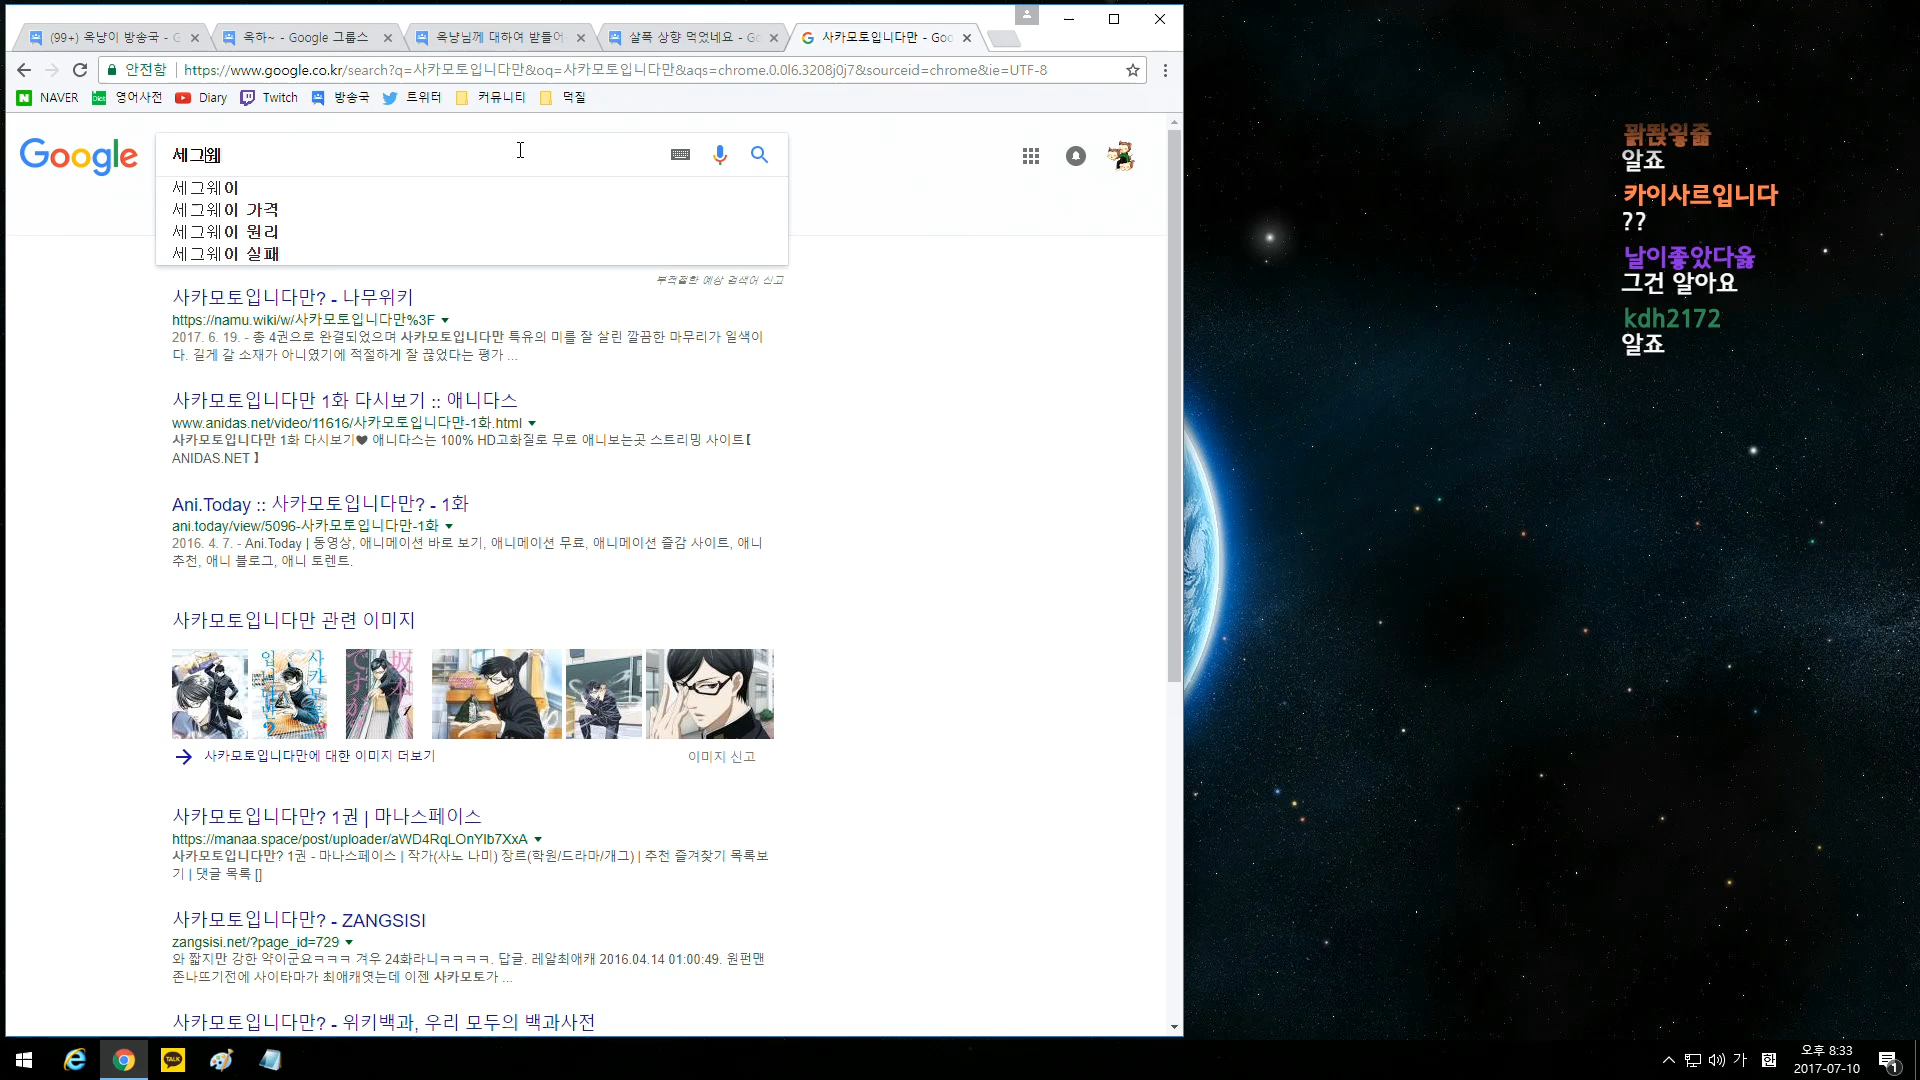 (99+) 옥냥이 방송국 - G
옥하~ - Google 그룹스
옥냥님께 대하여 받들어
살폭 상향 먹었네요 - Go
사카모토입니다만 - Goo
안전함
https://www.google.co.kr/search?q=사카모토입니다만&oq=사카모토입니다만&aqs=chrome.0.0l6.3208j0j7&sourceid=chrome&ie=UTF-8
NAVER
영어사전
Diary
Twitch
방송국
트위터
커뮤니티
덕질
Google
세그웨
세그웨이
세그웨이 가격
세그웨이 원리
세그웨이 실패
부적절한 예상 검색어 신고
사카모토입니다만? - 나무위키
https://namu.wiki/w/사카모토입니다만%3F
2017. 6. 19. - 총 4권으로 완결되었으며 사카모토입니다만 특유의 미를 잘 살린 깔끔한 마무리가 일색이
다. 길게 갈 소재가 아니였기에 적절하게 잘 끊었다는 평가 ...
사카모토입니다만 1화 다시보기 :: 애니다스
www.anidas.net/video/11616/사카모토입니다만-1화.html
사카모토입니다만 1화 다시보기♥ 애니다스는 100% HD고화질로 무료 애니보는곳 스트리밍 사이트【
ANIDAS.NET 】
Ani.Today :: 사카모토입니다만? - 1화
ani.today/view/5096-사카모토입니다만-1화
2016. 4. 7. - Ani.Today | 동영상, 애니메이션 바로 보기, 애니메이션 무료, 애니메이션 즐감 사이트, 애니
추천, 애니 블로그, 애니 토렌트.
사카모토입니다만 관련 이미지
사카모토
입니다만?
坂本
ですが
사카모토입니다만에 대한 이미지 더보기
이미지 신고
사카모토입니다만? 1권 | 마나스페이스
https://manaa.space/post/uploader/aWD4RqLOnYlb7XxA
사카모토입니다만? 1권 - 마나스페이스 | 작가(사노 나미) 장르(학원/드라마/개그) | 추천 즐겨찾기 목록보
기 | 댓글 목록 []
사카모토입니다만? - ZANGSISI
zangsisi.net/?page_id=729
와 짧지만 강한 약이군요ㅋㅋㅋ 겨우 24화라니ㅋㅋㅋㅋ. 답글. 레알최애캐 2016.04.14 01:00:49. 원펀맨
존나뜨기전에 사이타마가 최애캐엿는데 이젠 사카모토가 ...
사카모토입니다만? - 위키백과, 우리 모두의 백과사전
알죠
카이사르입니다
??
날이좋았다옳
그건 알아요
kdh2172
알죠
TALK
가
한
오후 8:33
2017-07-10
1